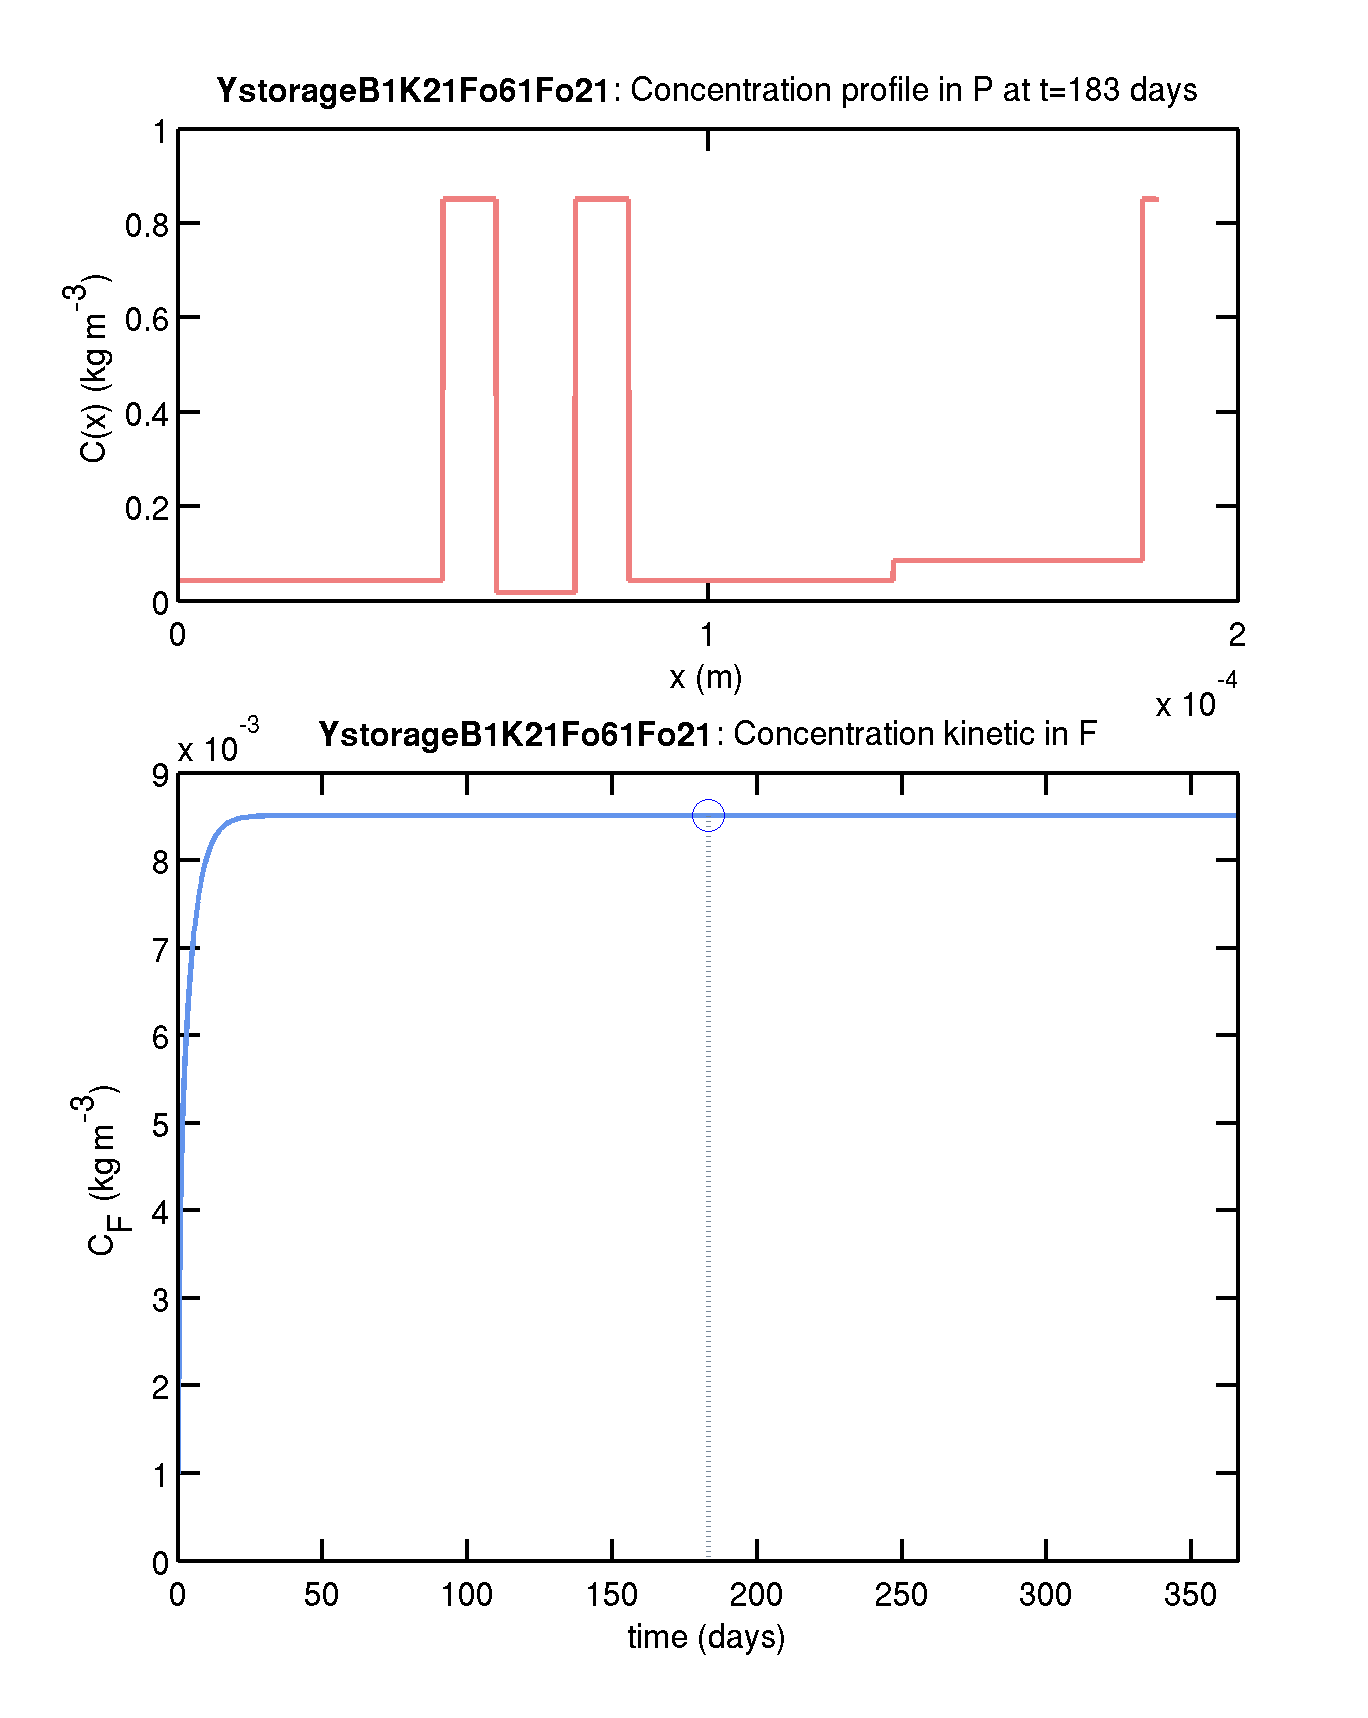 YstorageB1K21Fo61Fo21: Concentration profile in P at t=183 days
1
0.8
0.6
0.4
0.2
0
C(x) (kg m-3)
0 1 2
x (m)
x 10-4
x 10-3
YstorageB1K21Fo61Fo21: Concentration kinetic in F
9
8
7
6
5
4
3
2
1
0
CF (kg m-3)
0 50 100 150 200 250 300 350
time (days)